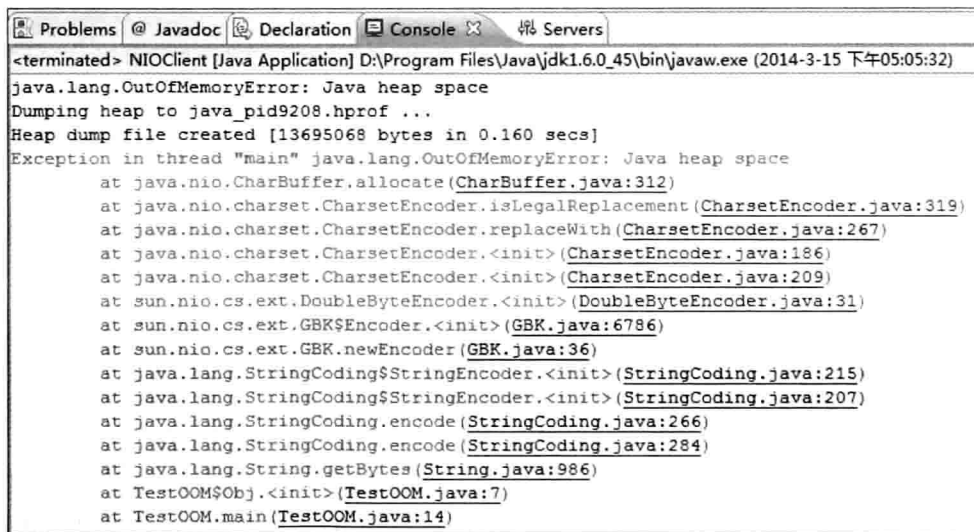 Problems @ Javadoc Declaration Console Servers
<terminated> NIOClient [Java Application] D:\Program Files\Java\jdk1.6.0_45\bin\javaw.exe (2014-3-15 下午05:05:32)
java.lang.OutOfMemoryError: Java heap space
Dumping heap to java_pid9208.hprof ...
Heap dump file created [13695068 bytes in 0.160 secs]
Exception in thread "main" java.lang.OutOfMemoryError: Java heap space
at java.nio.CharBuffer.allocate(CharBuffer.java:312)
at java.nio.charset.CharsetEncoder.isLegalReplacement(CharsetEncoder.java:319)
at java.nio.charset.CharsetEncoder.replaceWith(CharsetEncoder.java:267)
at java.nio.charset.CharsetEncoder.<init>(CharsetEncoder.java:186)
at java.nio.charset.CharsetEncoder.<init>(CharsetEncoder.java:209)
at sun.nio.cs.ext.DoubleByteEncoder.<init>(DoubleByteEncoder.java:31)
at sun.nio.cs.ext.GBK$Encoder.<init>(GBK.java:6786)
at sun.nio.cs.ext.GBK.newEncoder(GBK.java:36)
at java.lang.StringCoding$StringEncoder.<init>(StringCoding.java:215)
at java.lang.StringCoding$StringEncoder.<init>(StringCoding.java:207)
at java.lang.StringCoding.encode(StringCoding.java:266)
at java.lang.StringCoding.encode(StringCoding.java:284)
at java.lang.String.getBytes(String.java:986)
at TestOOM$Obj.<init>(TestOOM.java:7)
at TestOOM.main(TestOOM.java:14)